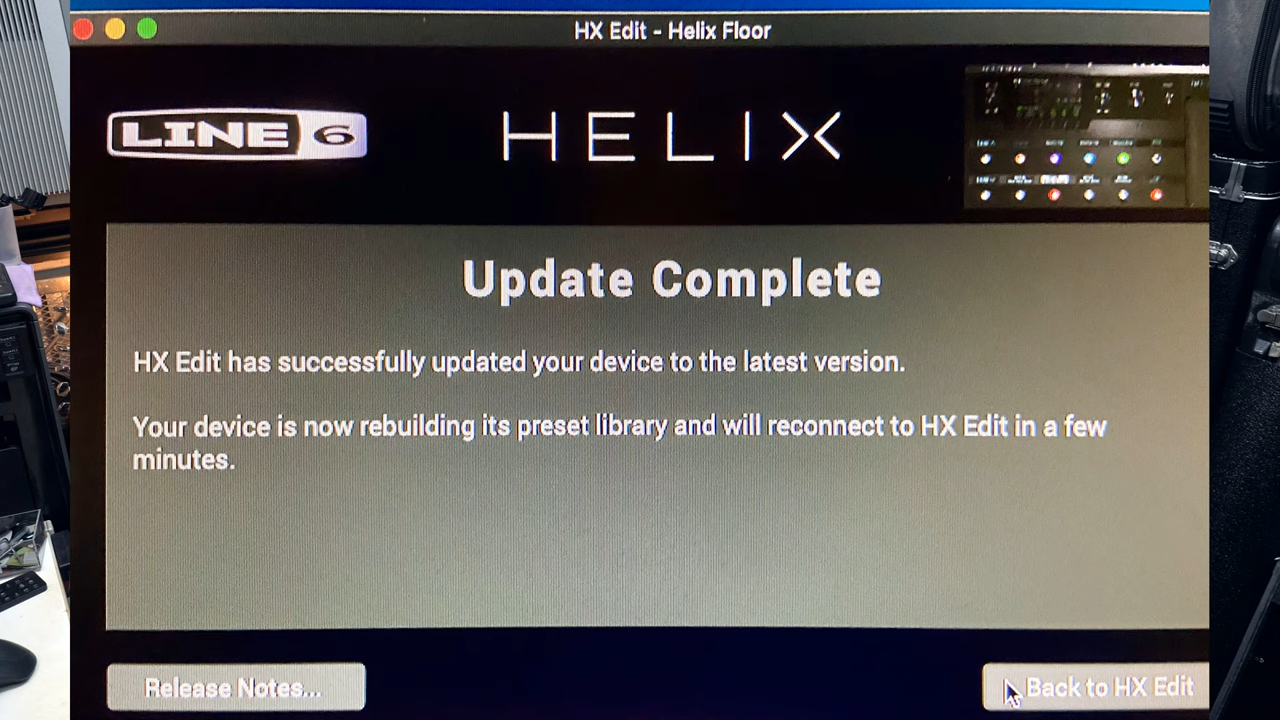 HX Edit - Helix Floor
LINE 6
HELIX
Update Complete
HX Edit has successfully updated your device to the latest version.
Your device is now rebuilding its preset library and will reconnect to HX Edit in a few
minutes.
Release Notes...
Back to HX Edit